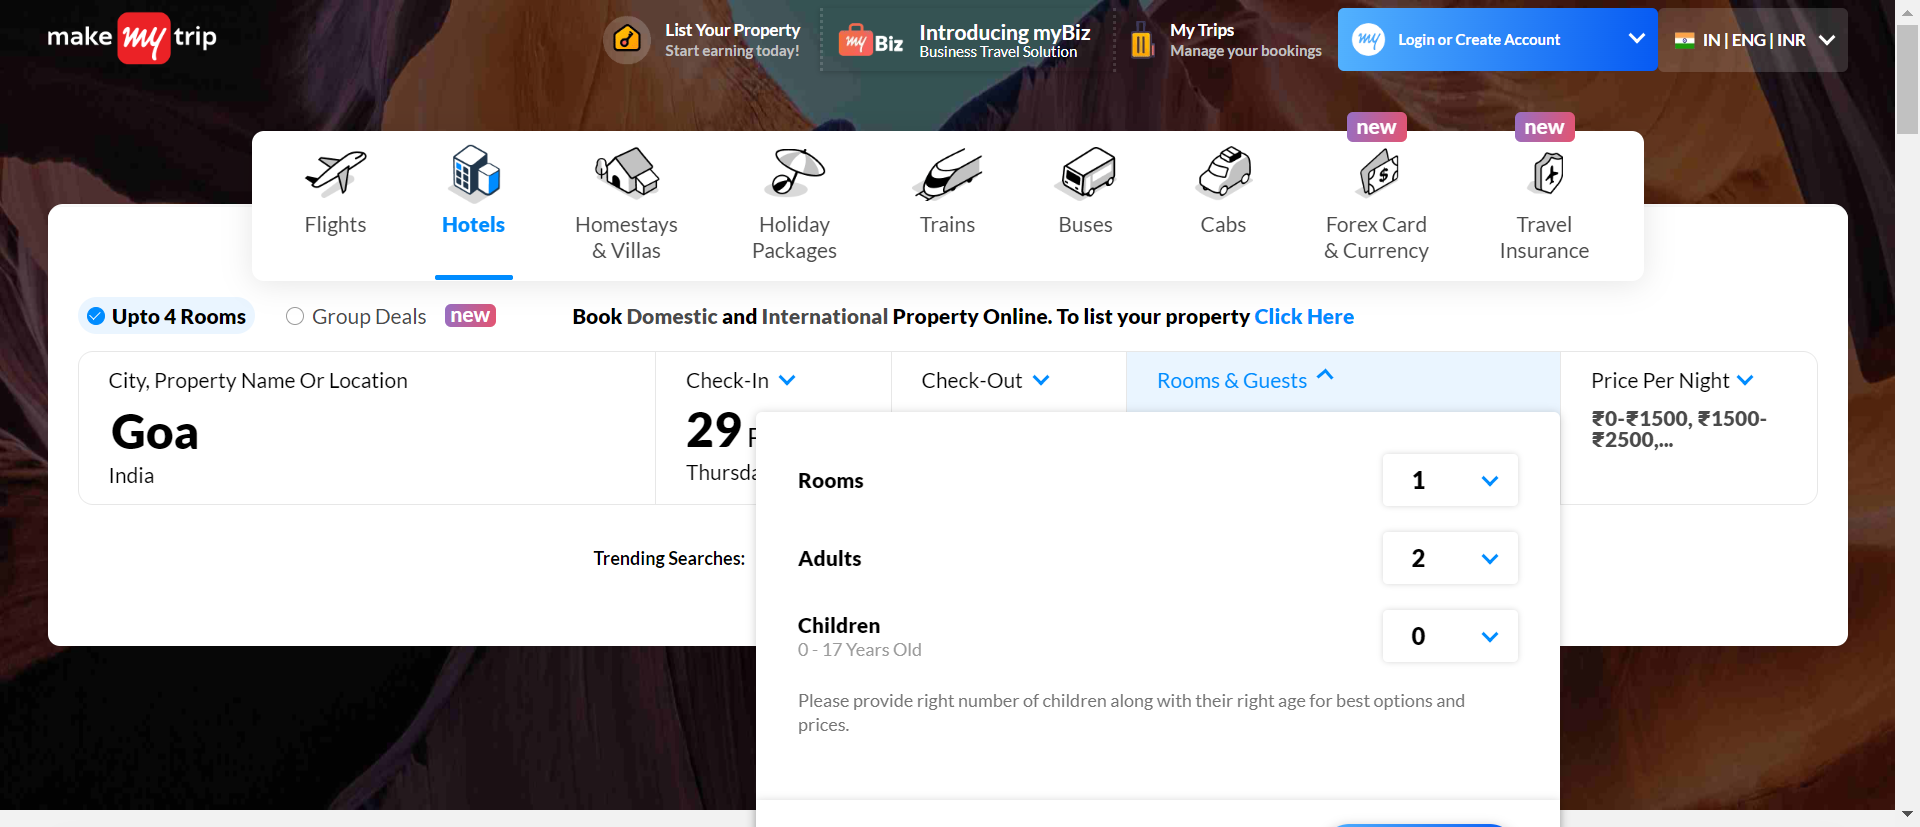 make my trip
List Your Property
Start earning today!
my Biz
Introducing myBiz
Business Travel Solution
My Trips
Manage your bookings
my
Login or Create Account
IN | ENG | INR
new
new
Flights
Hotels
Homestays
& Villas
Holiday
Packages
Trains
Buses
Cabs
Forex Card
& Currency
Travel
Insurance
Upto 4 Rooms
Group Deals
new
Book Domestic and International Property Online. To list your property Click Here
City, Property Name Or Location
Goa
India
Check-In
29
Check-Out
Rooms & Guests
Price Per Night
₹0-₹1500, ₹1500-
₹2500,...
Rooms
1
Adults
2
Children
0 - 17 Years Old
0
Please provide right number of children along with their right age for best options and
prices.
Trending Searches: